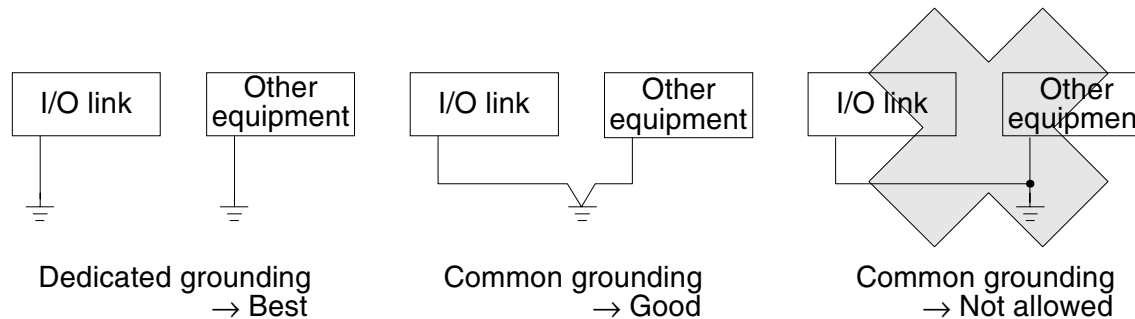 I/O link
Other
equipment
Dedicated grounding
→ Best
I/O link
Other
equipment
Common grounding
→ Good
I/O link
Other
equipmen
Common grounding
→ Not allowed